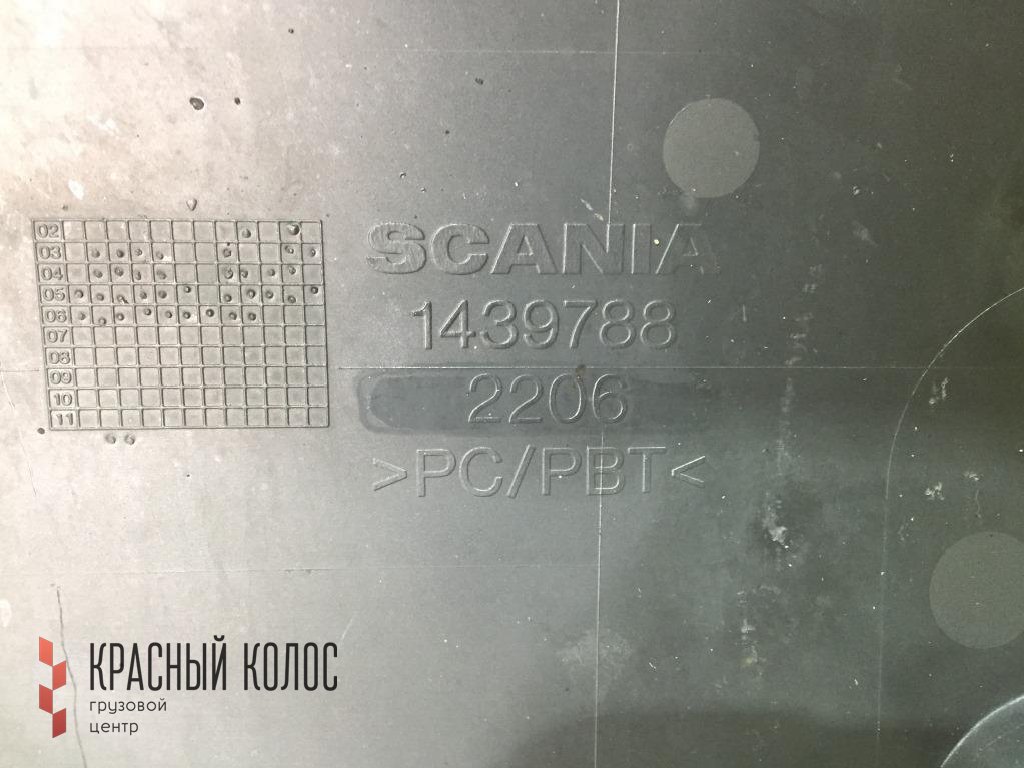 02
03
04
05
06
07
08
09
10
11
SCANIA
1439788
2206
>PC/PBT<
КРАСНЫЙ КОЛОС
грузовой
центр